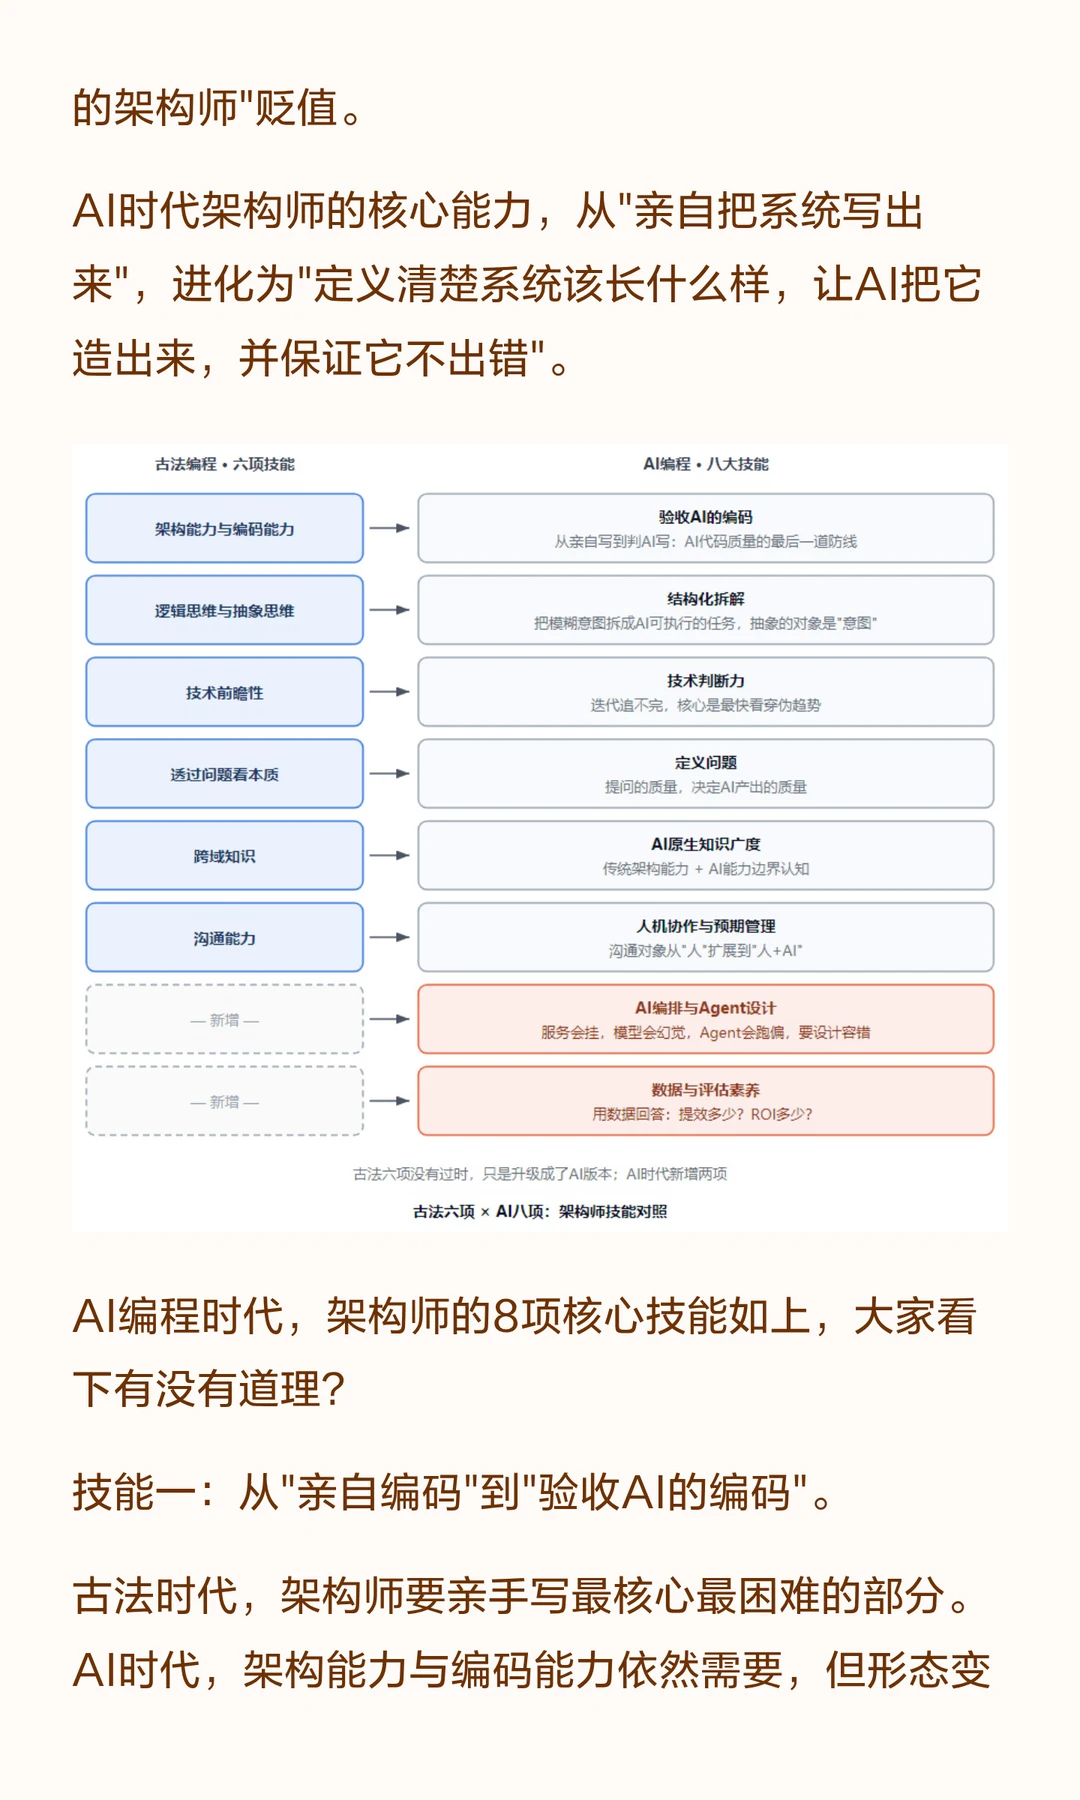 的架构师"贬值。
AI时代架构师的核心能力，从"亲自把系统写出
来"，进化为"定义清楚系统该长什么样，让AI把它
造出来，并保证它不出错"。
古法编程 • 六项技能
AI编程 • 八大技能
架构能力与编码能力
验收AI的编码
从亲自写到判AI写：AI代码质量的最后一道防线
逻辑思维与抽象思维
结构化拆解
把模糊意图拆成AI可执行的任务，抽象的对象是"意图"
技术前瞻性
技术判断力
迭代追不完，核心是最快看穿伪趋势
透过问题看本质
定义问题
提问的质量，决定AI产出的质量
跨域知识
AI原生知识广度
传统架构能力 + AI能力边界认知
沟通能力
人机协作与预期管理
沟通对象从"人"扩展到"人+AI"
— 新增 —
AI编排与Agent设计
服务会挂，模型会幻觉，Agent会跑偏，要设计容错
— 新增 —
数据与评估素养
用数据回答：提效多少？ROI多少？
古法六项没有过时，只是升级成了AI版本；AI时代新增两项
古法六项 × AI八项：架构师技能对照
AI编程时代，架构师的8项核心技能如上，大家看
下有没有道理？
技能一：从"亲自编码"到"验收AI的编码"。
古法时代，架构师要亲手写最核心最困难的部分。
AI时代，架构能力与编码能力依然需要，但形态变